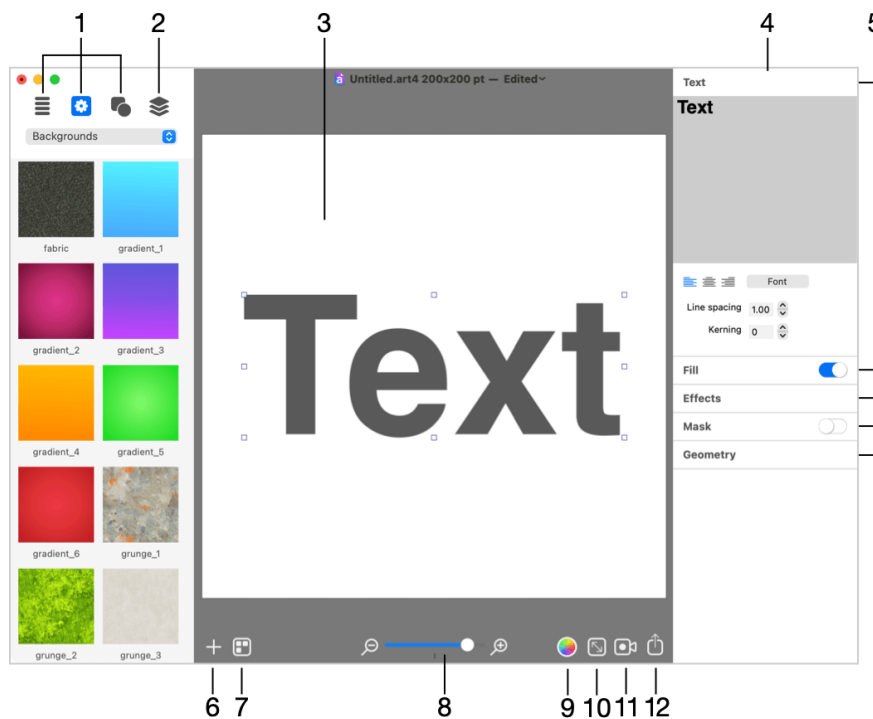 1 2 3 4 5
Untitled.art4 200x200 pt — Edited
Text
Text
Backgrounds
fabric gradient_1
gradient_2 gradient_3
gradient_4 gradient_5
gradient_6 grunge_1
grunge_2 grunge_3
Text
Font
Line spacing 1.00
Kerning 0
Fill
Effects
Mask
Geometry
6 7 8 9 10 11 12